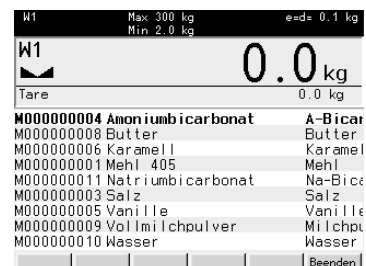 W1 Max 300 kg e=d= 0.1 kg
Min 2.0 kg
W1
0.0 kg
Tare 0.0 kg
M000000004 Amoniumbicarbonat A-Bicar
M000000008 Butter Butter
M000000006 Karamell Karamel
M000000001 Mehl 405 Mehl
M000000011 Natriumbicarbonat Na-Bica
M000000003 Salz Salz
M000000005 Vanille Vanille
M000000009 Vollmilchpulver Milchpu
M000000010 Wasser Wasser
Beenden